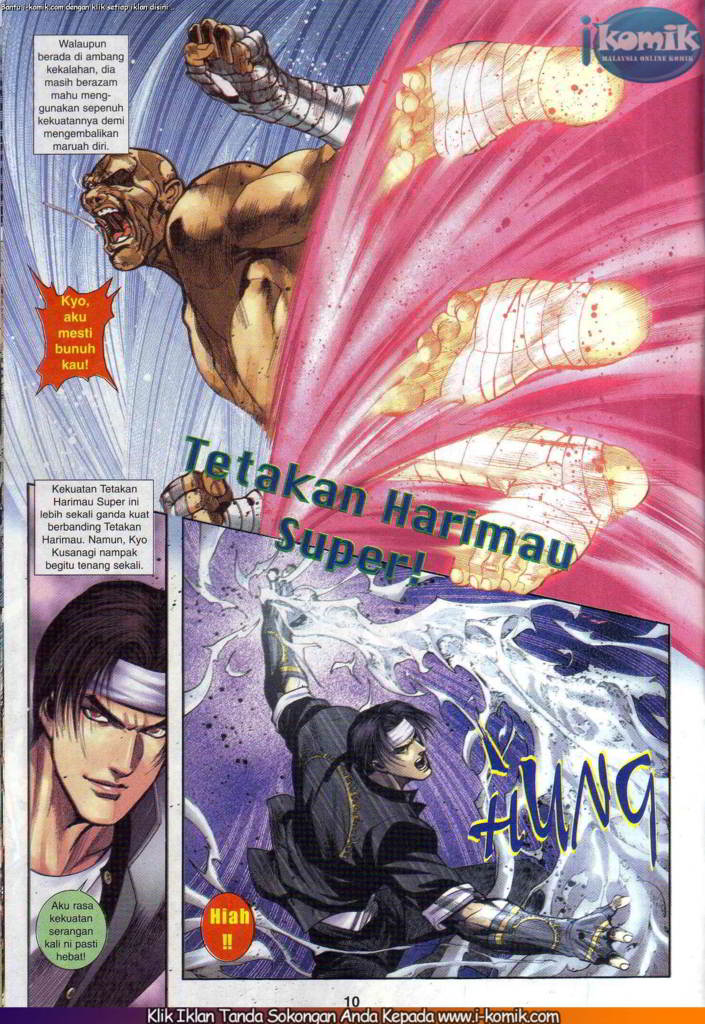 Bantu i-komik.com dengan klik setiap iklan disini ..
i komik
MALAYSIA ONLINE KOMIK
Walaupun
berada di ambang
kekalahan, dia
masih berazam
mahu meng-
gunakan sepenuh
kekuatannya demi
mengembalikan
maruah diri.
Kyo,
aku
mesti
bunuh
kau!
Tetakan Harimau
Super!
Kekuatan Tetakan
Harimau Super ini
lebih sekali ganda kuat
berbanding Tetakan
Harimau. Namun, Kyo
Kusanagi nampak
begitu tenang sekali.
Aku rasa
kekuatan
serangan
kali ni pasti
hebat!
HUNG
Hiah
!!
10
Klik Iklan Tanda Sokongan Anda Kepada www.i-komik.com